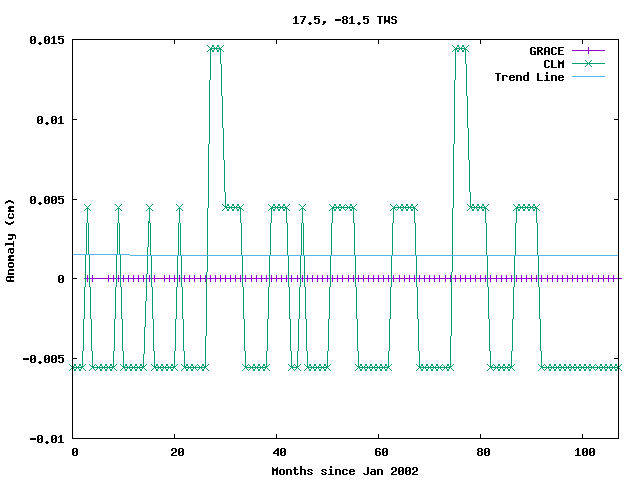 17.5, -81.5 TWS
0.015
GRACE
CLM
Trend Line
0.01
0.005
Anomaly (cm)
0
-0.005
-0.01
0 20 40 60 80 100
Months since Jan 2002